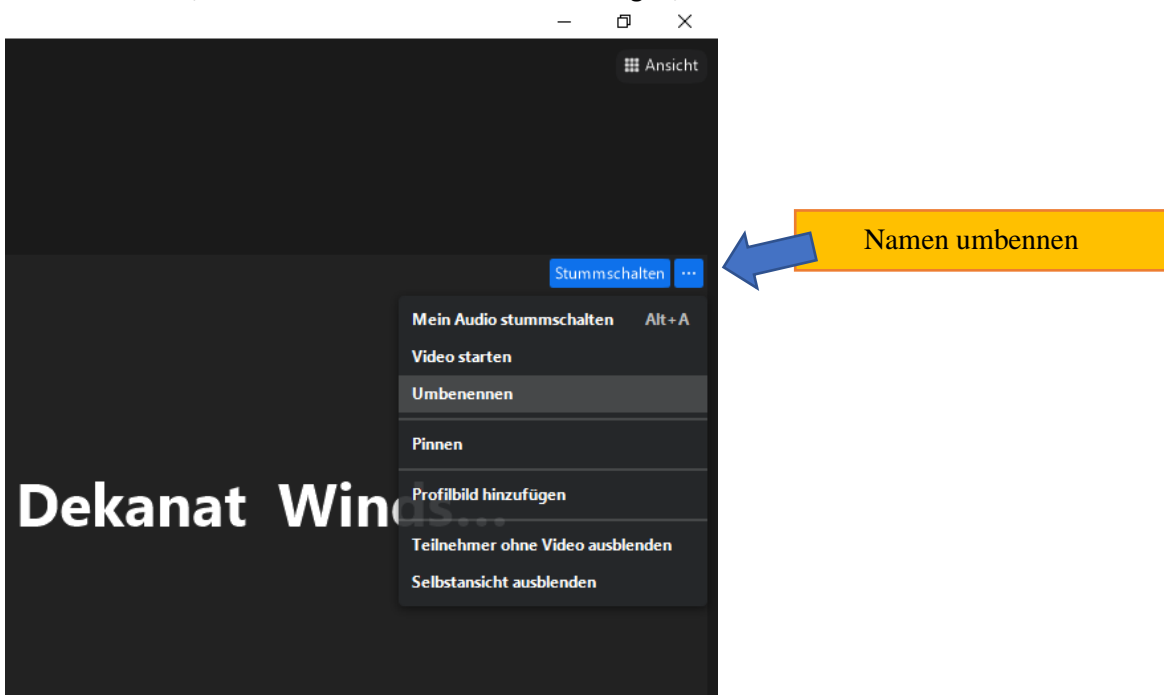 Ansicht
Namen umbennen
Stummschalten ...
Mein Audio stummschalten Alt+A
Video starten
Umbenennen
Pinnen
Profilbild hinzufügen
Dekanat Winds...
Teilnehmer ohne Video ausblenden
Selbstansicht ausblenden